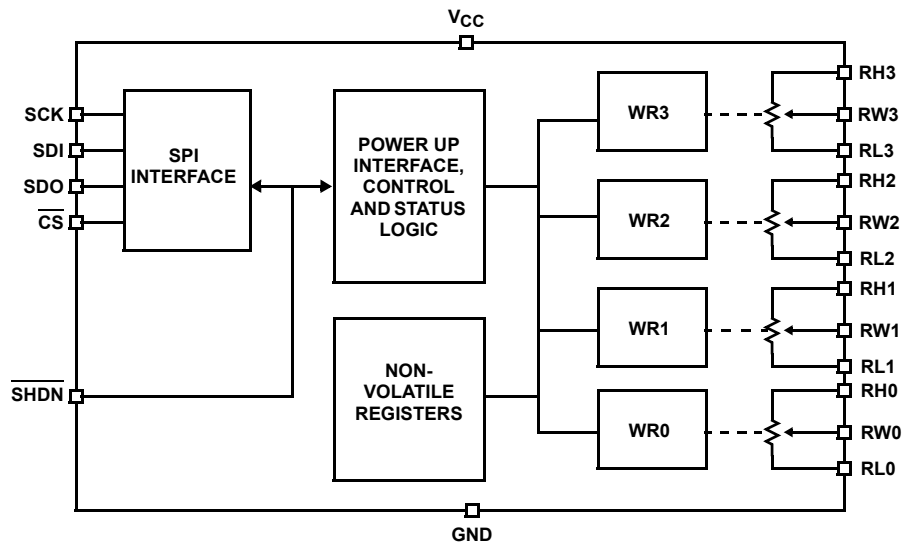 VCC
SCK
SDI
SDO
CS
SHDN
SPI
INTERFACE
POWER UP
INTERFACE,
CONTROL
AND STATUS
LOGIC
NON-
VOLATILE
REGISTERS
WR3
WR2
WR1
WR0
RH3
RW3
RL3
RH2
RW2
RL2
RH1
RW1
RL1
RH0
RW0
RL0
GND